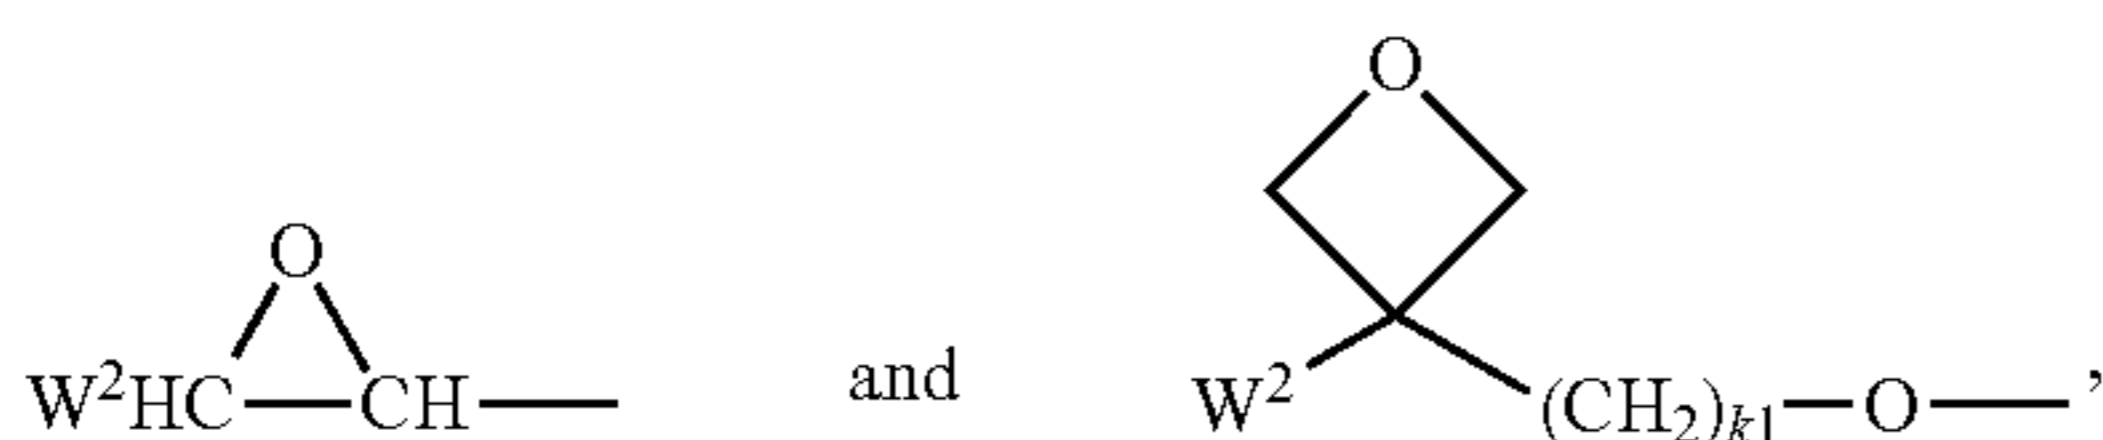 O
O
W²HC—CH— and W² (CH₂)ₖ₁—O— ,